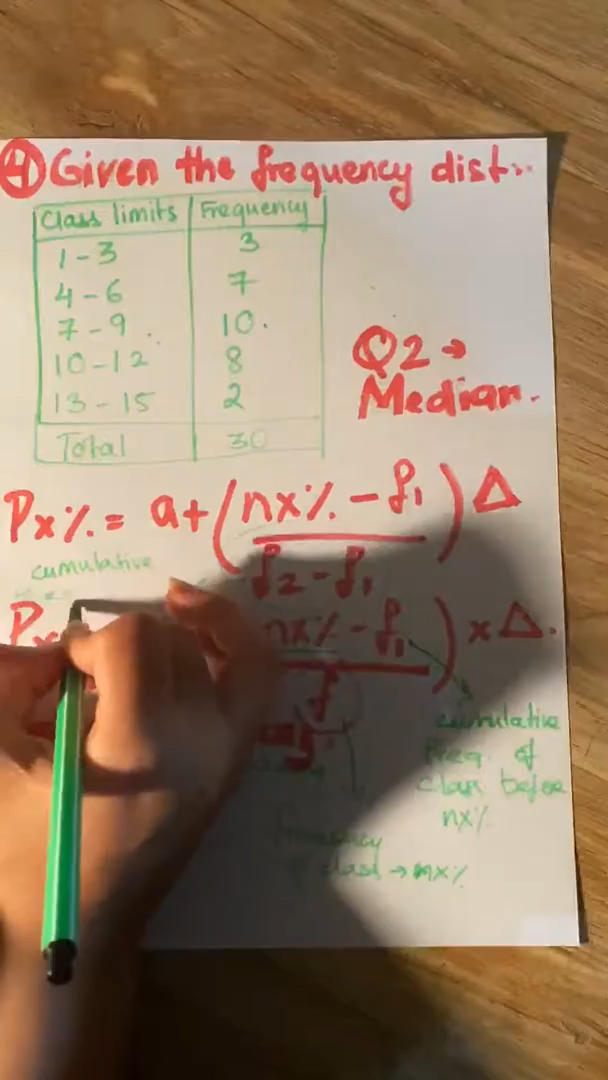 ④ Given the frequency dist:.
Class limits Frequency
1-3 3
4-6 7
7-9 10
10-12 8
13-15 2
Total 30
Q2 →
Median.
Px% = a+(nx% - f₁ / f₂ - f₁) Δ
cumulative
Px
nx% - f₁) x Δ.
f
cumulative
freq. of
class before
nx%
frequency
class → nx%